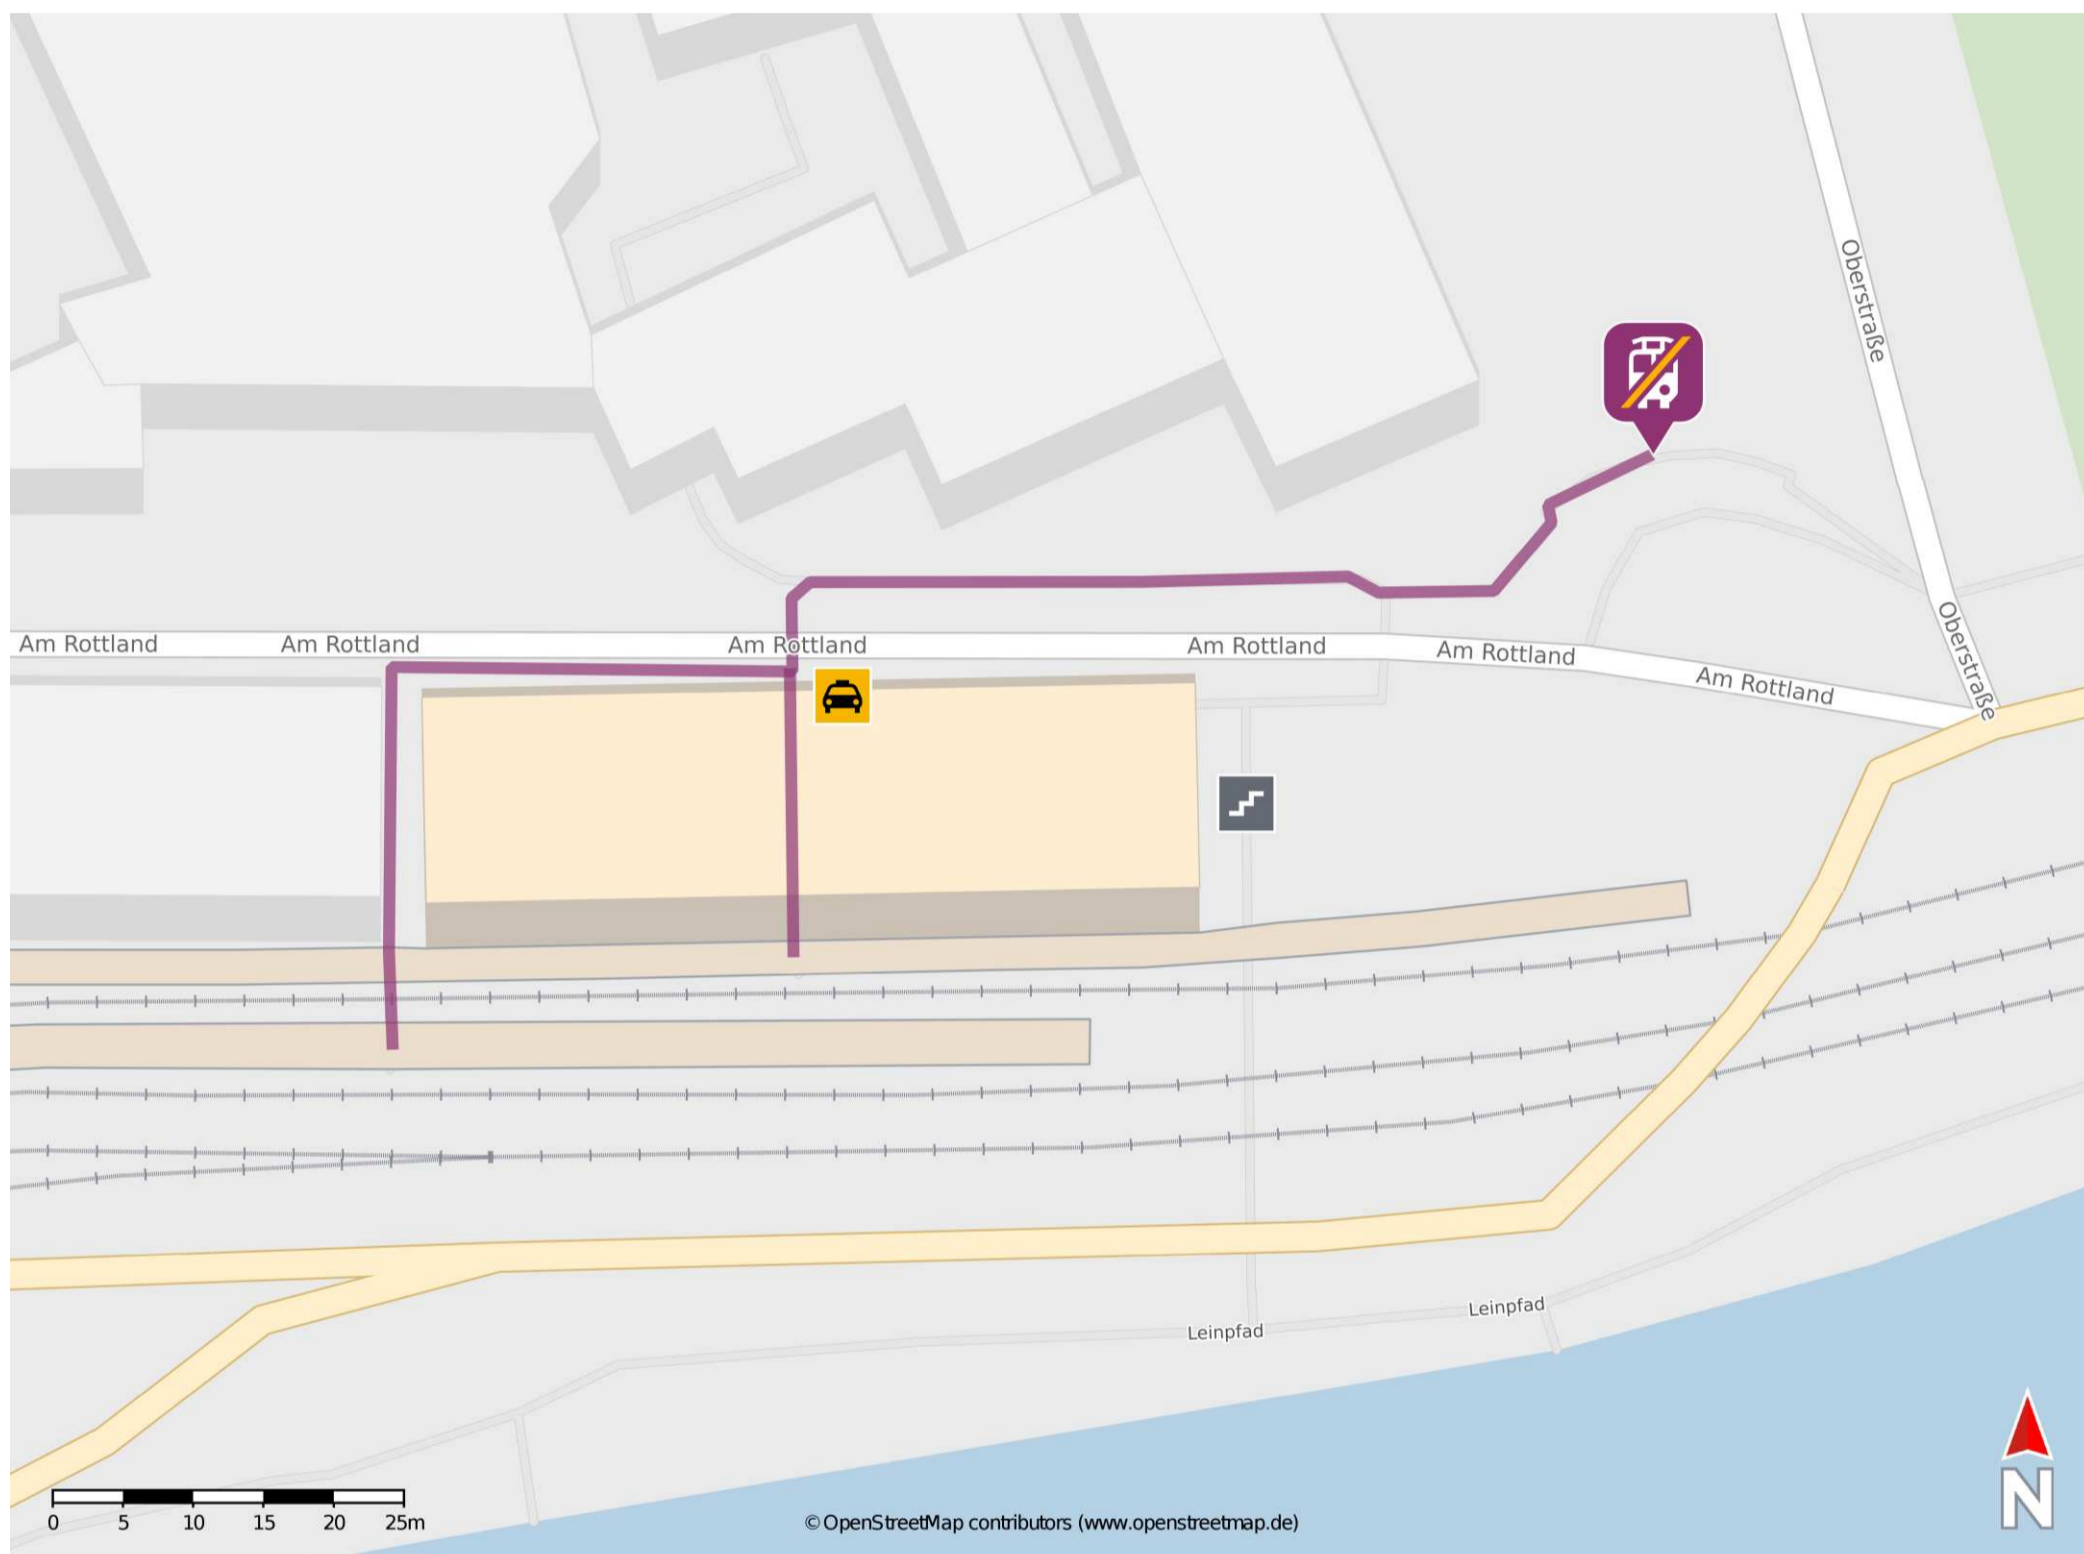 Oberstraße
Oberstraße
Am Rottland
Am Rottland
Am Rottland
Am Rottland
Am Rottland
Am Rottland
Leinpfad
Leinpfad
N
0 5 10 15 20 25m
© OpenStreetMap contributors (www.openstreetmap.de)